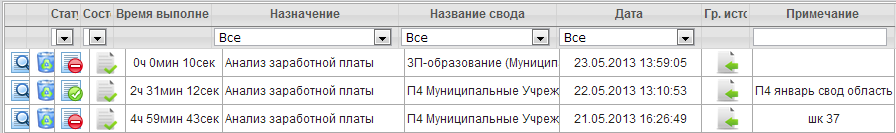 Стату Состо Время выполне Назначение Название свода Дата Гр. исто Примечание
Все Все Все
0ч 0мин 10сек Анализ заработной платы ЗП-образование (Муницип 23.05.2013 13:59:05
2ч 31мин 12сек Анализ заработной платы П4 Муниципальные Учреж 22.05.2013 13:10:53 П4 январь свод область
4ч 59мин 43сек Анализ заработной платы П4 Муниципальные Учреж 21.05.2013 16:26:49 шк 37